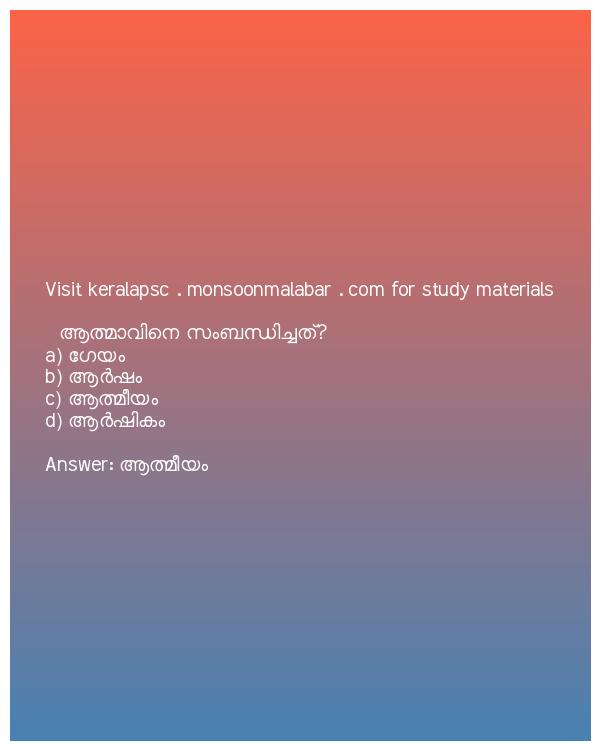 Visit keralapsc . monsoonmalabar . com for study materials
ആത്മാവിനെ സംബന്ധിച്ചത്?
a) ഗേയം
b) ആർഷം
c) ആത്മീയം
d) ആർഷികം
Answer: ആത്മീയം